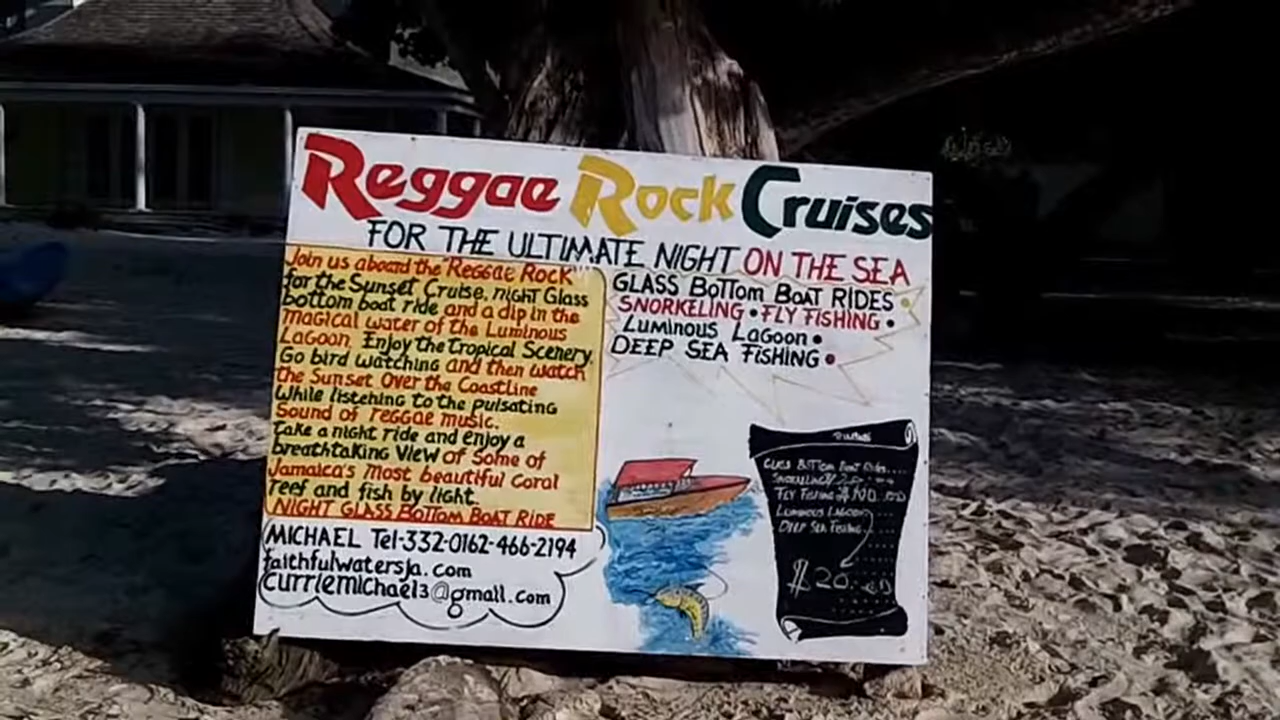 Reggae Rock Cruises
FOR THE ULTIMATE NIGHT ON THE SEA
Join us aboard the "Reggae Rock"
for the Sunset Cruise, night Glass
bottom boat ride and a dip in the
magical water of the Luminous
Lagoon. Enjoy the Tropical Scenery.
Go bird watching and then watch
the Sunset Over the Coastline
While listening to the pulsating
Sound of reggae music.
Take a night ride and enjoy a
breathtaking view of some of
Jamaica's most beautiful Coral
reef and fish by light.
NIGHT GLASS BOTTOM BOAT RIDE
GLASS BOTTOM BOAT RIDES •
SNORKELING • FLY FISHING •
Luminous Lagoon •
DEEP SEA FISHING •
MICHAEL Tel-332-0162-466-2194
faithfulwatersja.com
curriemichael3@gmail.com
Glass Bottom Boat Rides....
Snorkeling
Fly Fishing $100.00
Luminous Lagoon
Deep Sea Fishing
$20.